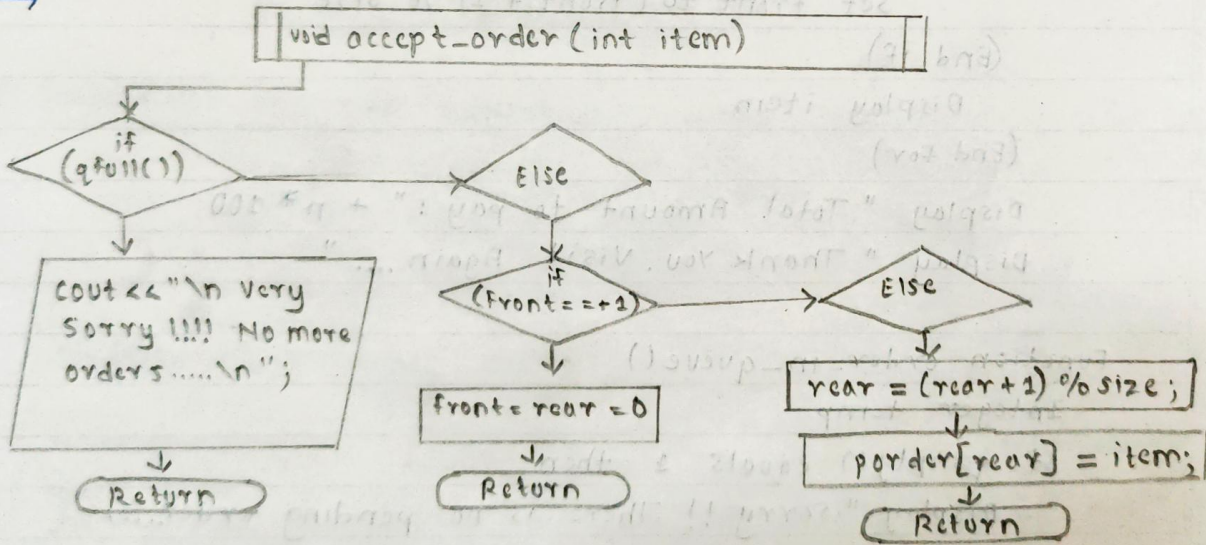 void accept_order (int item)
if
(qfull())
Else
cout << "\n very
Sorry !!!! No more
orders.....\n";
Return
if
(front==+1)
front = rear = 0
Return
Else
rear = (rear+1) % size;
porder[rear] = item;
Return